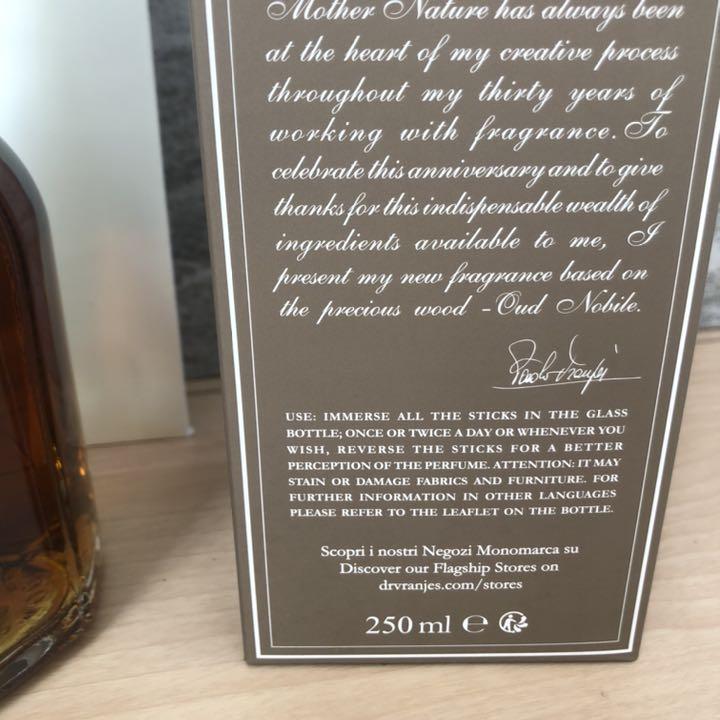 Mother Nature has always been
at the heart of my creative process
throughout my thirty years of
working with fragrance. To
celebrate this anniversary and to give
thanks for this indispensable wealth of
ingredients available to me, I
present my new fragrance based on
the precious wood - Oud Nobile.
USE: IMMERSE ALL THE STICKS IN THE GLASS
BOTTLE; ONCE OR TWICE A DAY OR WHENEVER YOU
WISH, REVERSE THE STICKS FOR A BETTER
PERCEPTION OF THE PERFUME. ATTENTION: IT MAY
STAIN OR DAMAGE FABRICS AND FURNITURE. FOR
FURTHER INFORMATION IN OTHER LANGUAGES
PLEASE REFER TO THE LEAFLET ON THE BOTTLE.
Scopri i nostri Negozi Monomarca su
Discover our Flagship Stores on
drvranjes.com/stores
250 ml ℮